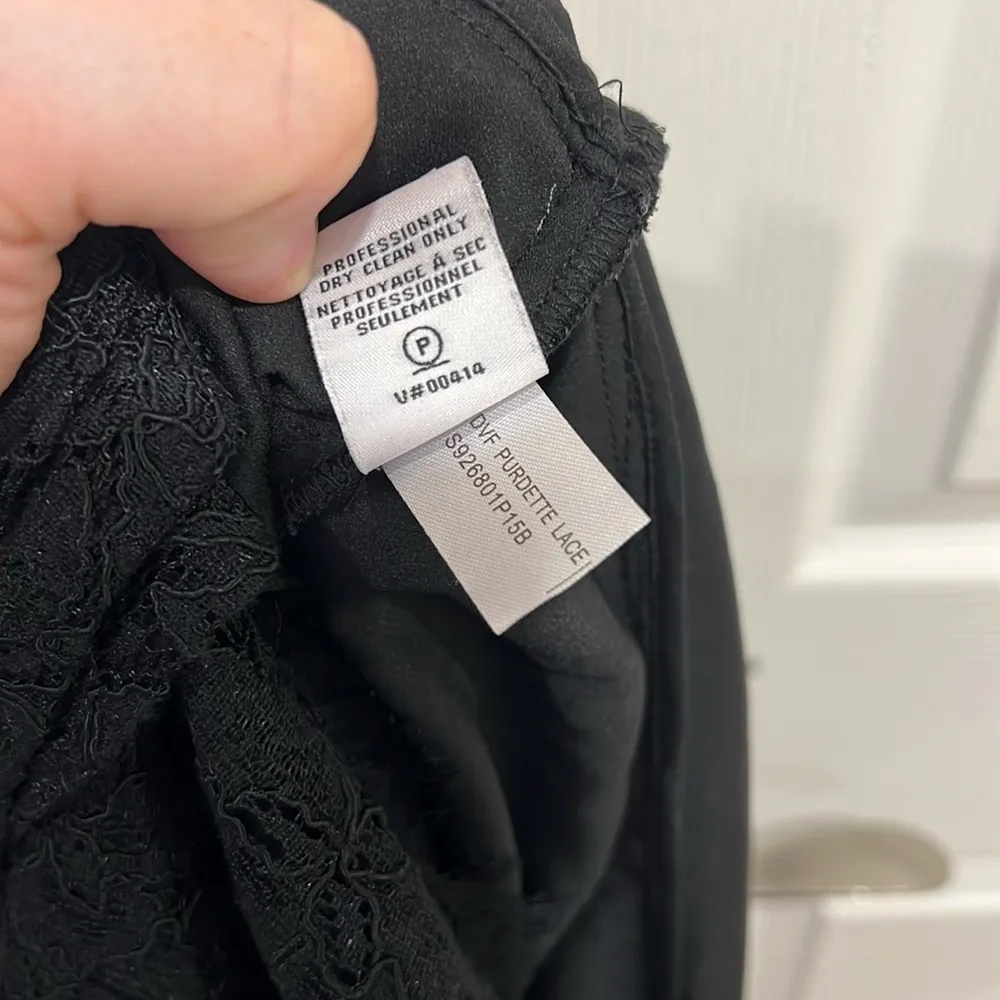 PROFESSIONAL
DRY CLEAN ONLY
NETTOYAGE Á SEC
PROFESSIONNEL
SEULEMENT
P
V#00414
DVF PURDETTE LACE
S926801P15B